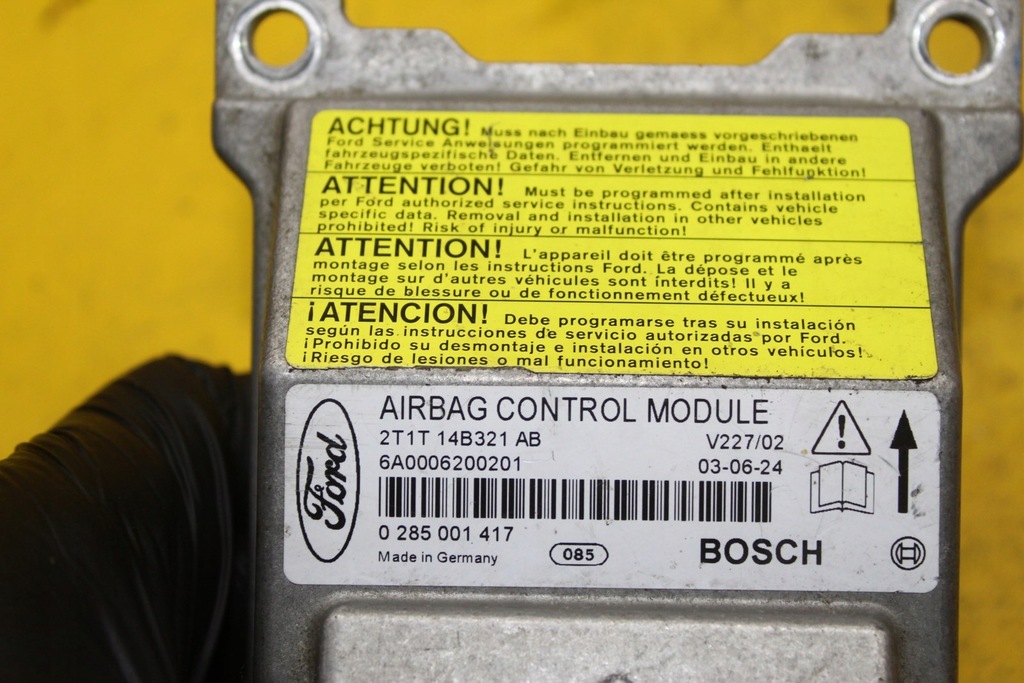 ACHTUNG! Muss nach Einbau gemaess vorgeschriebenen
Ford Service Anweisungen programmiert werden. Enthaelt
fahrzeugspezifische Daten. Entfernen und Einbau in andere
Fahrzeuge verboten! Gefahr von Verletzung und Fehlfunktion!
ATTENTION! Must be programmed after installation
per Ford authorized service instructions. Contains vehicle
specific data. Removal and installation in other vehicles
prohibited! Risk of injury or malfunction!
ATTENTION! L'appareil doit être programmé après
montage selon les instructions Ford. La dépose et le
montage sur d'autres véhicules sont interdits! Il y a
risque de blessure ou de fonctionnement défectueux!
¡ATENCION! Debe programarse tras su instalación
según las instrucciones de servicio autorizadas por Ford.
¡Prohibido su desmontaje e instalación en otros vehículos!
¡Riesgo de lesiones o mal funcionamiento!
Ford
AIRBAG CONTROL MODULE
2T1T 14B321 AB V227/02
6A0006200201 03-06-24
0 285 001 417
Made in Germany 085 BOSCH